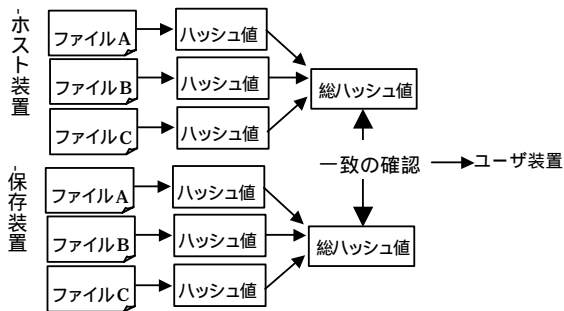 ホスト装置
ファイルA
ハッシュ値
ファイルB
ハッシュ値
総ハッシュ値
ファイルC
ハッシュ値
一致の確認
ユーザ装置
保存装置
ファイルA
ハッシュ値
ファイルB
ハッシュ値
総ハッシュ値
ファイルC
ハッシュ値